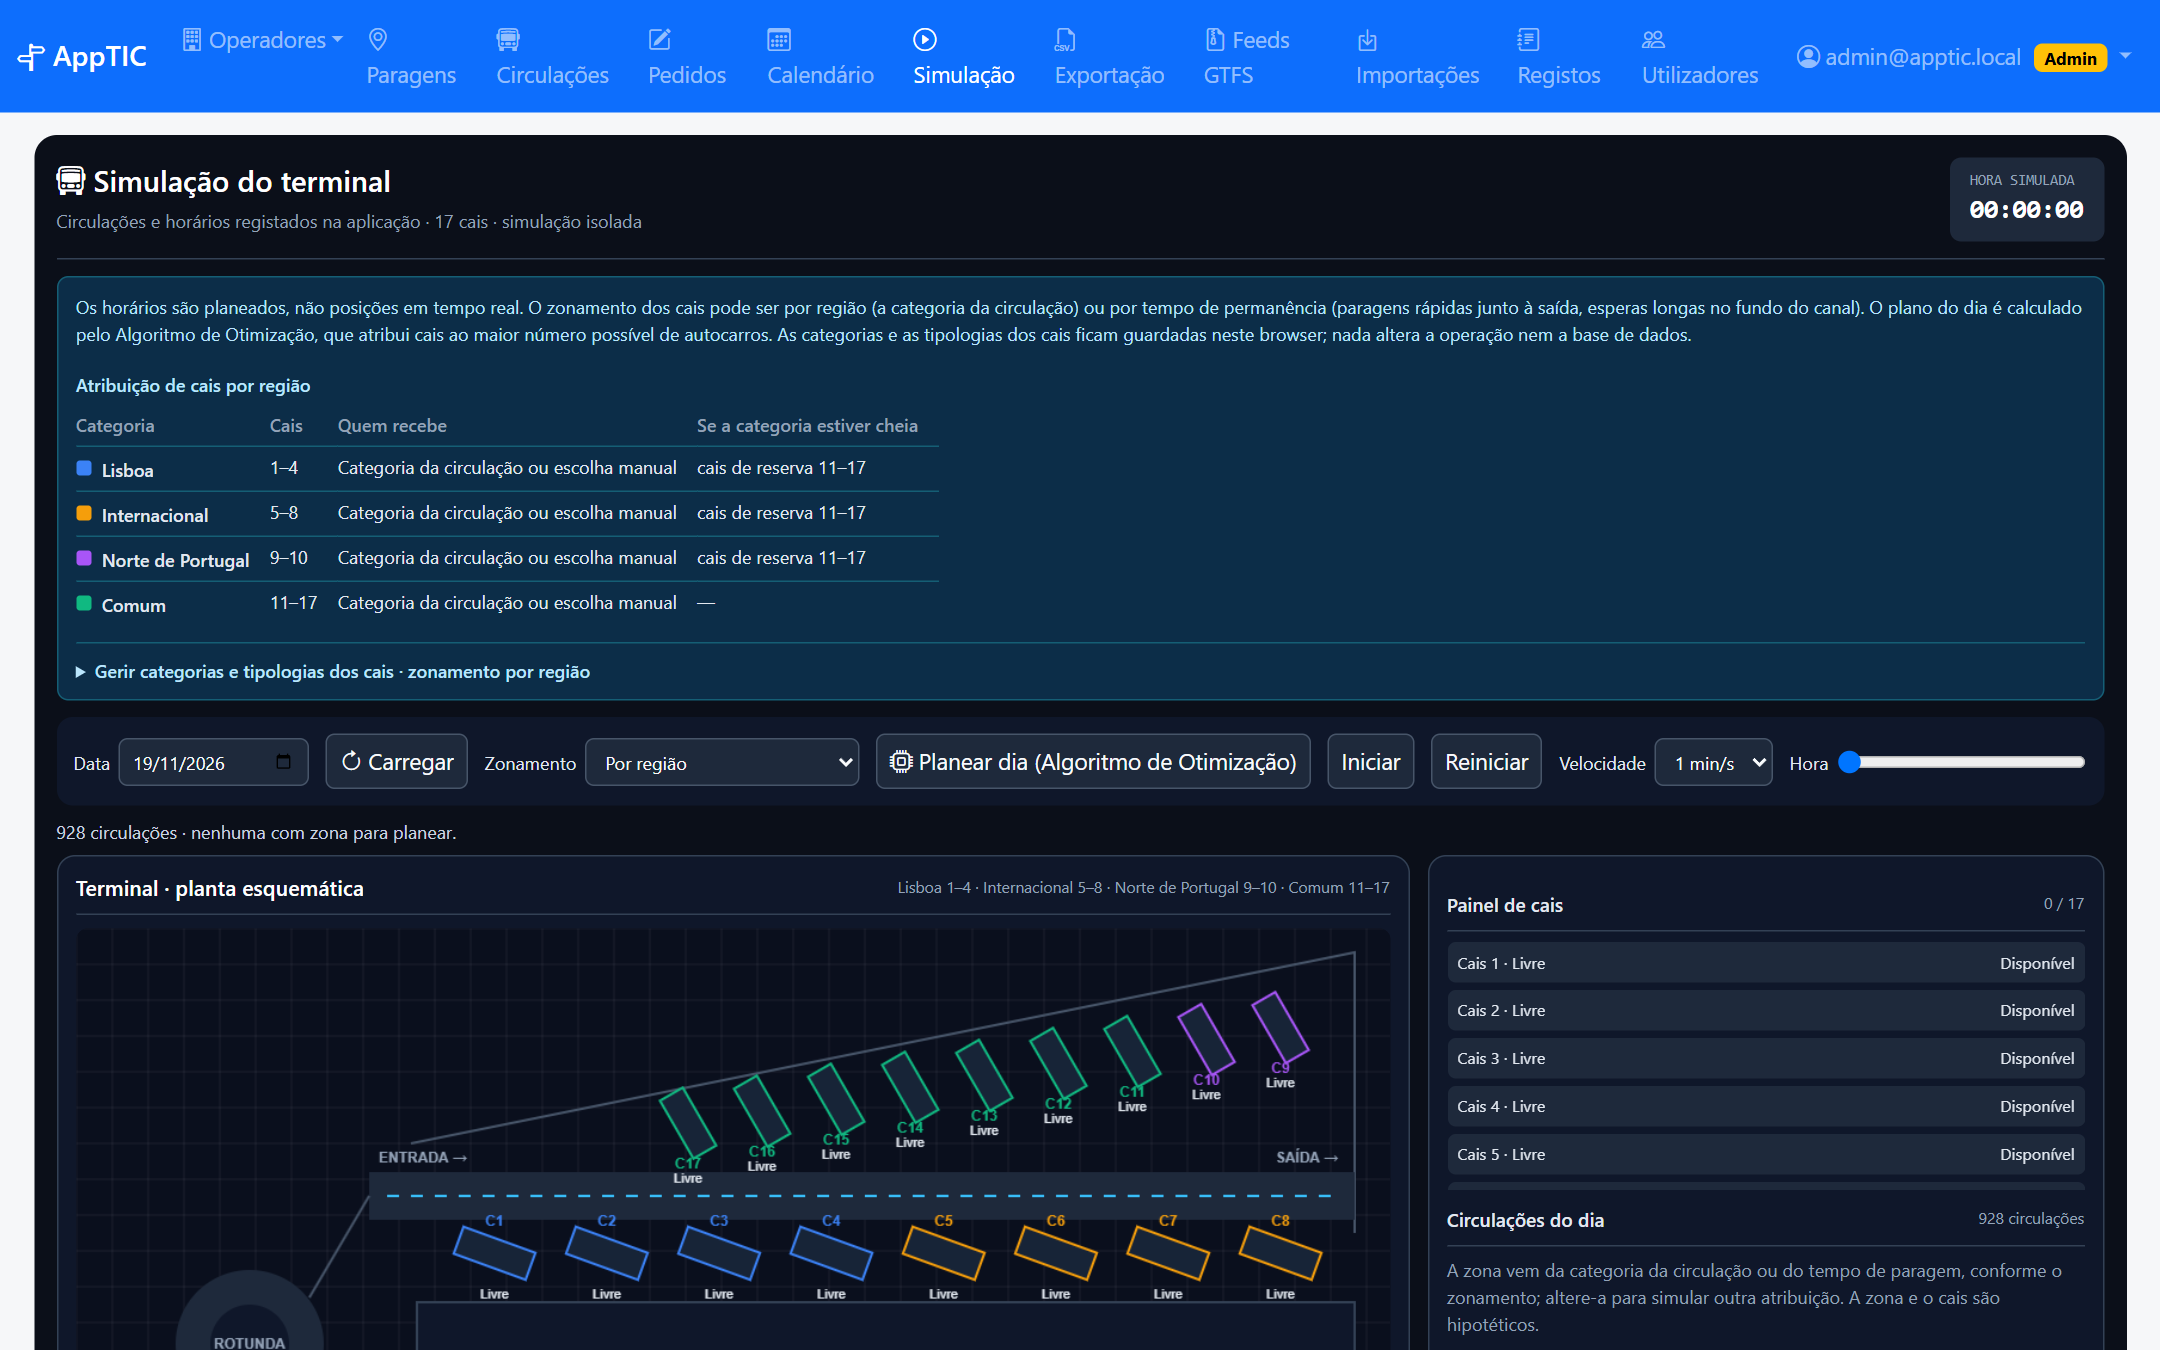 AppTIC
Operadores
Paragens
Circulações
Pedidos
Calendário
Simulação
Exportação
Feeds GTFS
Importações
Registos
Utilizadores
admin@apptic.local Admin
Simulação do terminal
Circulações e horários registados na aplicação · 17 cais · simulação isolada
HORA SIMULADA
00:00:00
Os horários são planeados, não posições em tempo real. O zonamento dos cais pode ser por região (a categoria da circulação) ou por tempo de permanência (paragens rápidas junto à saída, esperas longas no fundo do canal). O plano do dia é calculado
pelo Algoritmo de Otimização, que atribui cais ao maior número possível de autocarros. As categorias e as tipologias dos cais ficam guardadas neste browser; nada altera a operação nem a base de dados.
Atribuição de cais por região
Categoria Cais Quem recebe Se a categoria estiver cheia
Lisboa 1–4 Categoria da circulação ou escolha manual cais de reserva 11–17
Internacional 5–8 Categoria da circulação ou escolha manual cais de reserva 11–17
Norte de Portugal 9–10 Categoria da circulação ou escolha manual cais de reserva 11–17
Comum 11–17 Categoria da circulação ou escolha manual —
Gerir categorias e tipologias dos cais · zonamento por região
Data 19/11/2026 Carregar Zonamento Por região Planear dia (Algoritmo de Otimização) Iniciar Reiniciar Velocidade 1 min/s Hora
928 circulações · nenhuma com zona para planear.
Terminal · planta esquemática
Lisboa 1–4 · Internacional 5–8 · Norte de Portugal 9–10 · Comum 11–17
C9 Livre
C10 Livre
C11 Livre
C12 Livre
C13 Livre
C14 Livre
C15 Livre
C16 Livre
C17 Livre
ENTRADA →
SAÍDA →
C1 C2 C3 C4 C5 C6 C7 C8
Livre Livre Livre Livre Livre Livre Livre Livre
ROTUNDA
Painel de cais 0 / 17
Cais 1 · Livre Disponível
Cais 2 · Livre Disponível
Cais 3 · Livre Disponível
Cais 4 · Livre Disponível
Cais 5 · Livre Disponível
Circulações do dia 928 circulações
A zona vem da categoria da circulação ou do tempo de paragem, conforme o
zonamento; altere-a para simular outra atribuição. A zona e o cais são
hipotéticos.